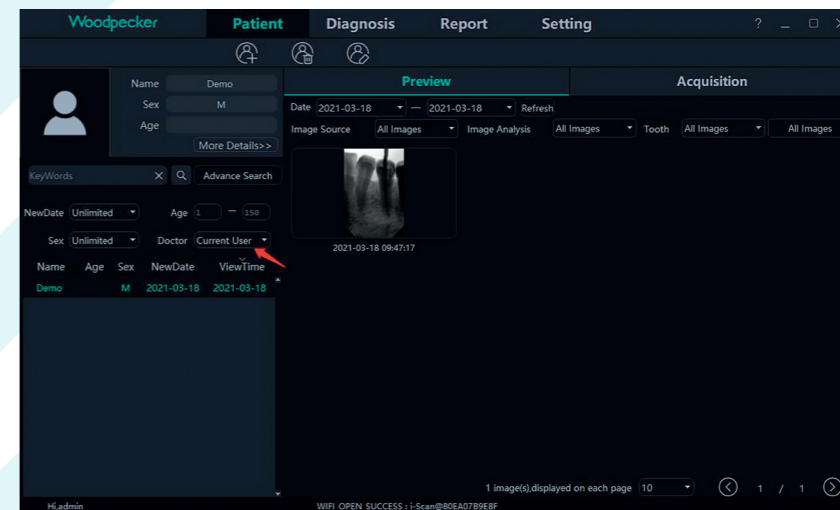 Woodpecker Patient Diagnosis Report Setting ?
Preview Acquisition
Name Demo
Sex M
Age
More Details>>
Date 2021-03-18 — 2021-03-18 Refresh
Image Source All Images Image Analysis All Images Tooth All Images All Images
KeyWords X Advance Search
NewDate Unlimited Age 1 — 150
Sex Unlimited Doctor Current User
Name Age Sex NewDate ViewTime
Demo M 2021-03-18 2021-03-18
2021-03-18 09:47:17
1 image(s),displayed on each page 10 1 / 1
Hi,admin WIFI OPEN SUCCESS : i-Scan@80EA07B9E8F